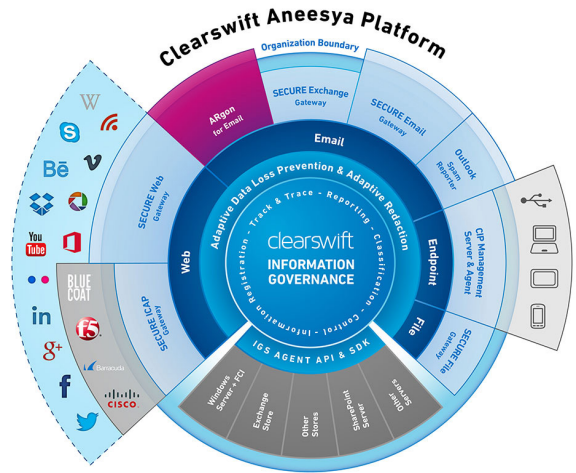 Clearswift Aneesya Platform
Organization Boundary
ARgon
for Email
SECURE Exchange
Gateway
SECURE Email
Gateway
Outlook
Spam
Reporter
SECURE Web
Gateway
Email
Adaptive Data Loss Prevention & Adaptive Redaction
Information Registration - Track & Trace - Reporting - Classification - Control -
clearswift
INFORMATION
GOVERNANCE
Web
Endpoint
File
CIP Management
Server & Agent
SECURE File
Gateway
SECURE ICAP
Gateway
IGS AGENT API & SDK
Windows
Server + FCI
Exchange
Store
Other
Stores
SharePoint
Server
Other
Servers
W
S
Bē
v
You
Tube
in
g+
f
BLUE
COAT
f5
Barracuda
CISCO